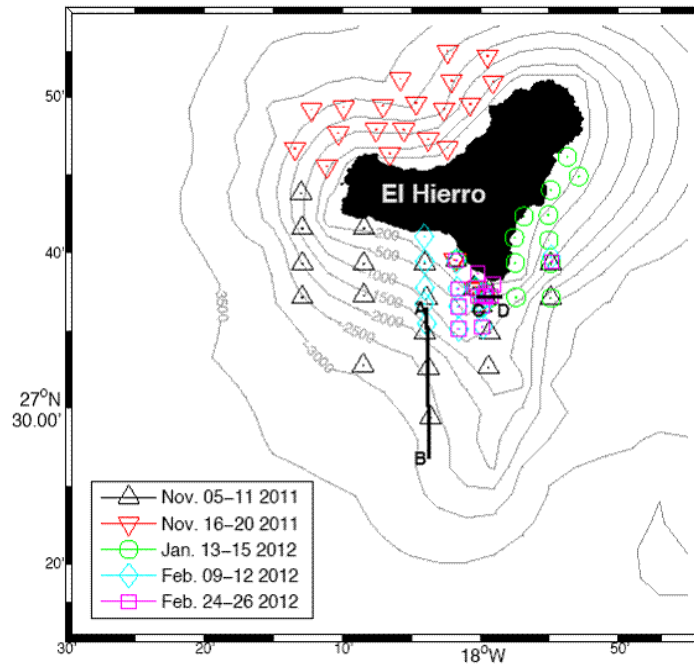 50'
El Hierro
40'
-200
-500
-1000
-1500
-2000
-2500
-3000
-3500
A
C D
27°N
30.00'
B
Nov. 05-11 2011
Nov. 16-20 2011
Jan. 13-15 2012
Feb. 09-12 2012
Feb. 24-26 2012
20'
30' 20' 10' 18°W 50'